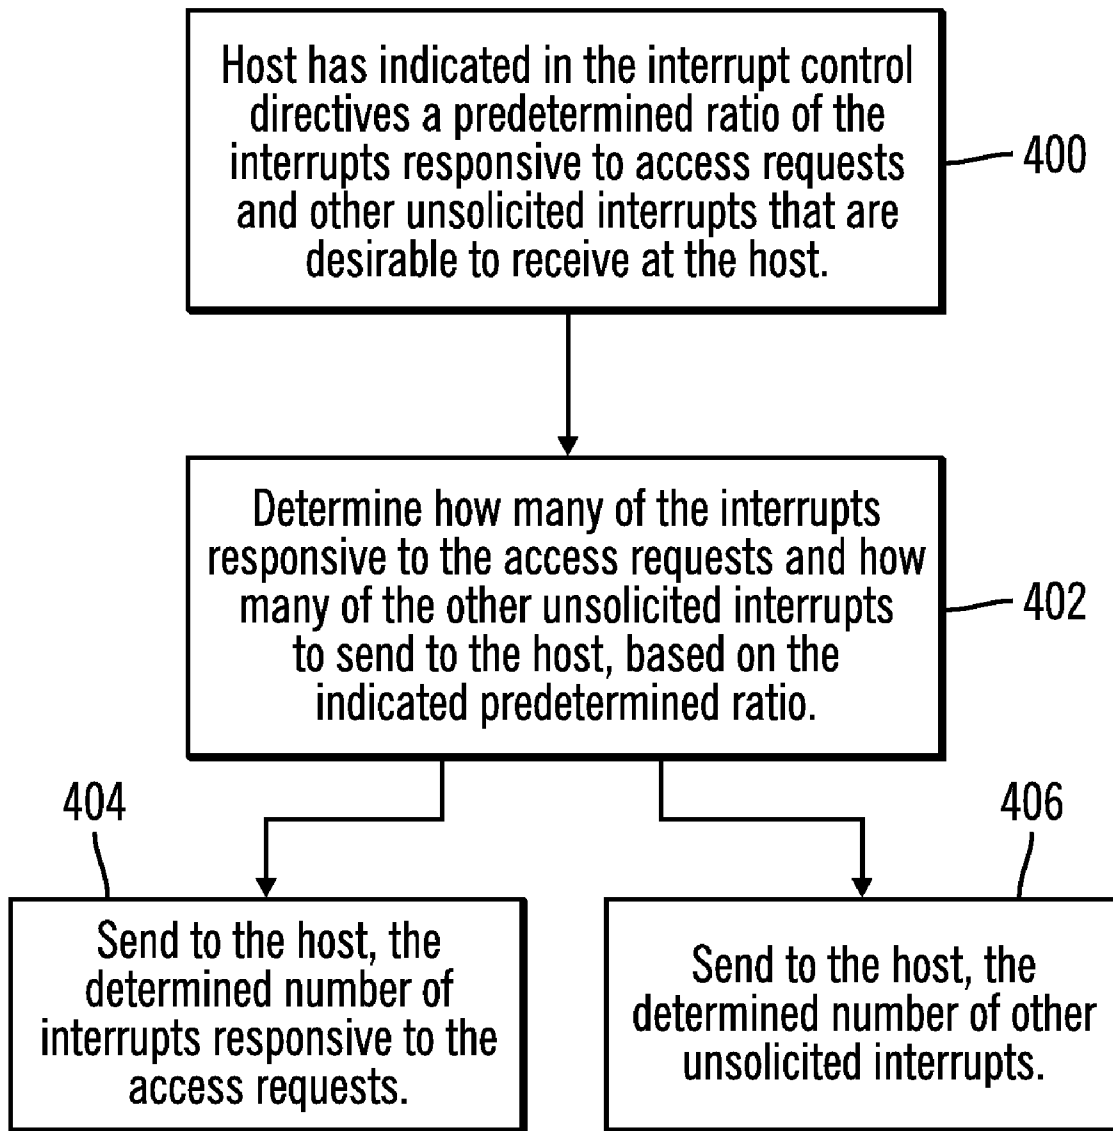 Host has indicated in the interrupt control
directives a predetermined ratio of the
interrupts responsive to access requests
and other unsolicited interrupts that are
desirable to receive at the host.
400
Determine how many of the interrupts
responsive to the access requests and how
many of the other unsolicited interrupts
to send to the host, based on the
indicated predetermined ratio.
402
404
Send to the host, the
determined number of
interrupts responsive to the
access requests.
406
Send to the host, the
determined number of other
unsolicited interrupts.